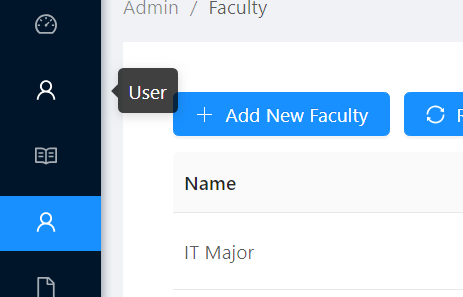 Admin / Faculty
User
Add New Faculty
Name
IT Major